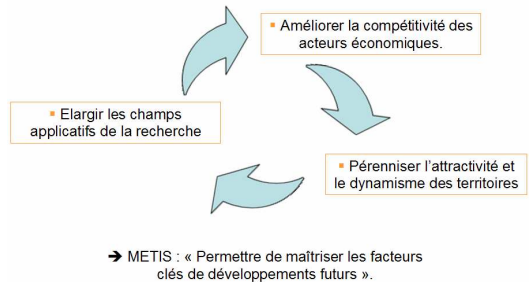 ▪ Améliorer la compétitivité des
acteurs économiques.
▪ Elargir les champs
applicatifs de la recherche
▪ Pérenniser l’attractivité et
le dynamisme des territoires
➔ METIS : « Permettre de maîtriser les facteurs
clés de développements futurs ».